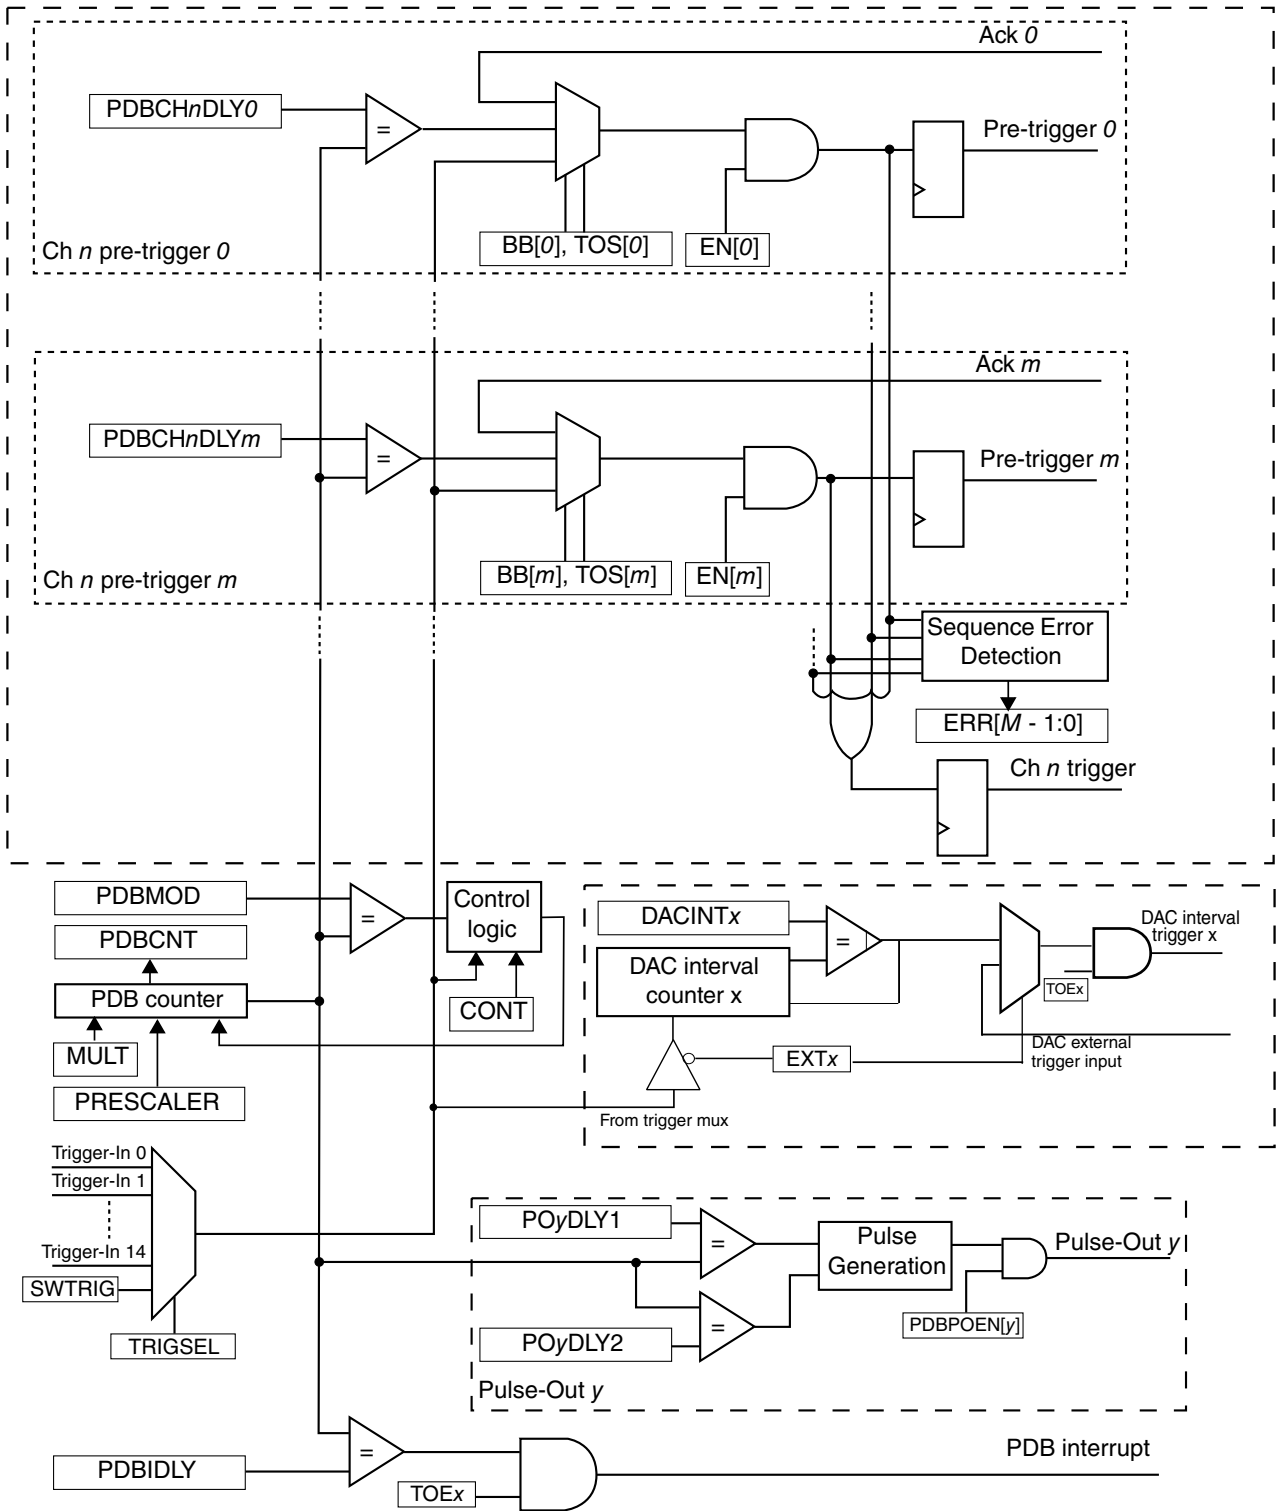 Ack 0
PDBCHnDLY0
=
Pre-trigger 0
BB[0], TOS[0]
EN[0]
Ch n pre-trigger 0
Ack m
PDBCHnDLYm
=
Pre-trigger m
BB[m], TOS[m]
EN[m]
Ch n pre-trigger m
Sequence Error
Detection
ERR[M - 1:0]
Ch n trigger
PDBMOD
=
Control
logic
PDBCNT
PDB counter
CONT
MULT
PRESCALER
DACINTx
=
DAC interval
counter x
DAC interval
trigger x
TOEx
EXTx
DAC external
trigger input
From trigger mux
Trigger-In 0
Trigger-In 1
Trigger-In 14
SWTRIG
TRIGSEL
POyDLY1
=
Pulse
Generation
Pulse-Out y
=
PDBPOEN[y]
POyDLY2
Pulse-Out y
=
PDB interrupt
PDBIDLY
TOEx